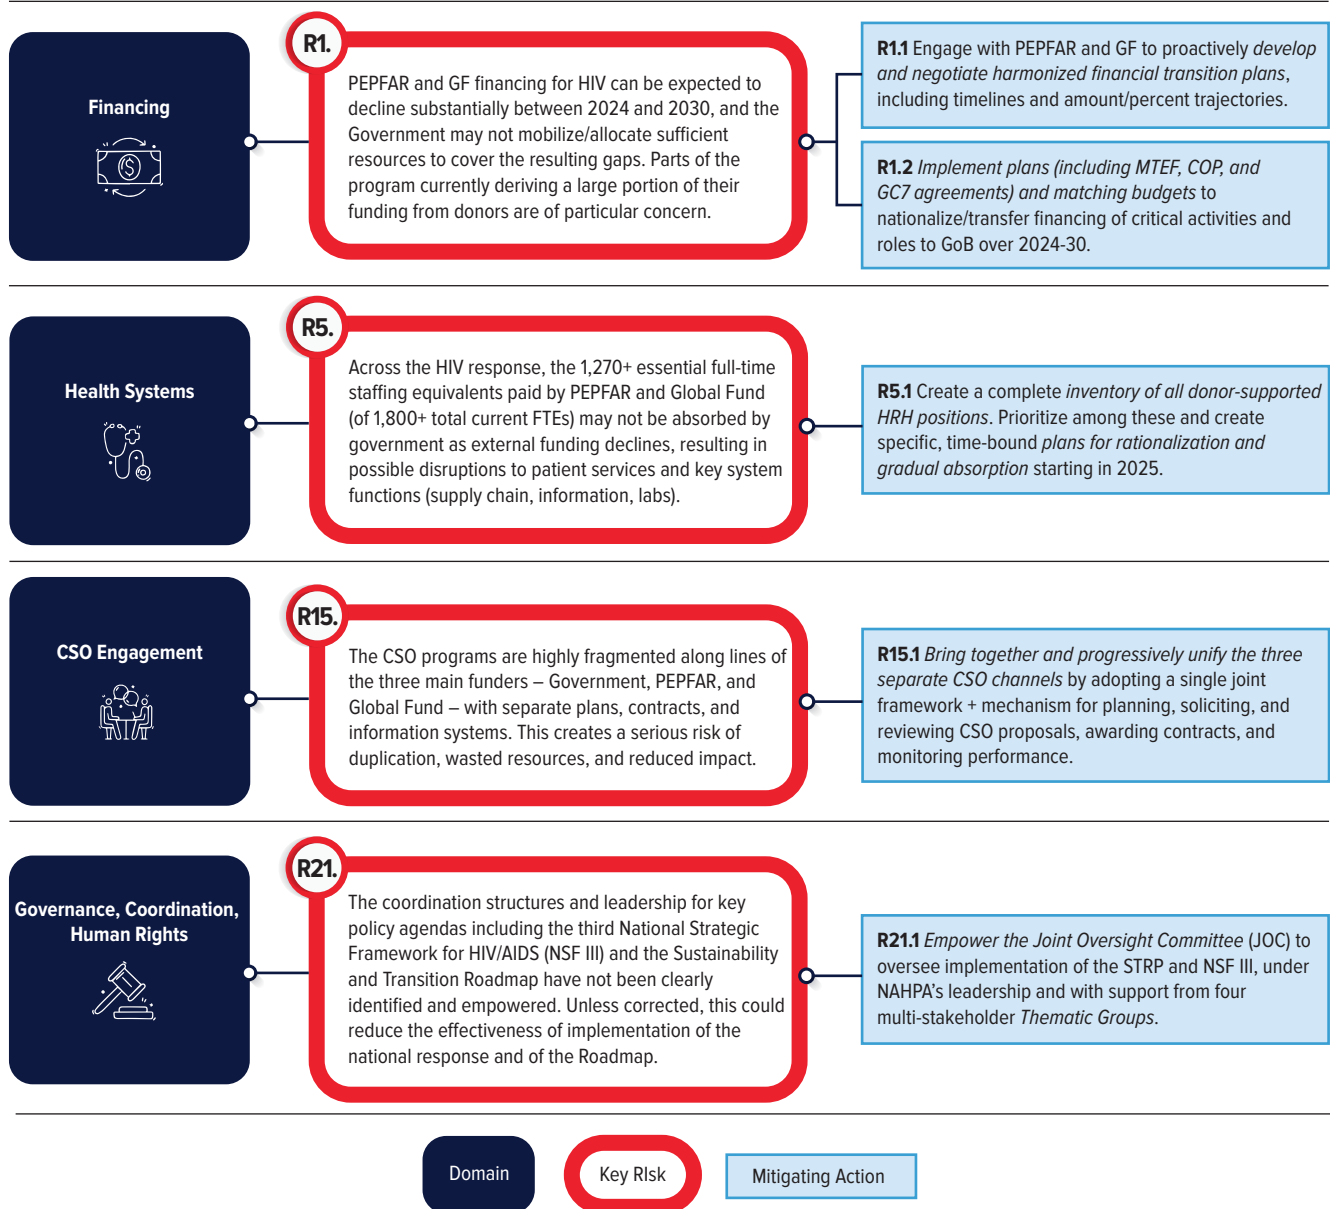 Financing
R1.
PEPFAR and GF financing for HIV can be expected to
decline substantially between 2024 and 2030, and the
Government may not mobilize/allocate sufficient
resources to cover the resulting gaps. Parts of the
program currently deriving a large portion of their
funding from donors are of particular concern.
R1.1 Engage with PEPFAR and GF to proactively develop
and negotiate harmonized financial transition plans,
including timelines and amount/percent trajectories.
R1.2 Implement plans (including MTEF, COP, and
GC7 agreements) and matching budgets to
nationalize/transfer financing of critical activities and
roles to GoB over 2024-30.
Health Systems
R5.
Across the HIV response, the 1,270+ essential full-time
staffing equivalents paid by PEPFAR and Global Fund
(of 1,800+ total current FTEs) may not be absorbed by
government as external funding declines, resulting in
possible disruptions to patient services and key system
functions (supply chain, information, labs).
R5.1 Create a complete inventory of all donor-supported
HRH positions. Prioritize among these and create
specific, time-bound plans for rationalization and
gradual absorption starting in 2025.
CSO Engagement
R15.
The CSO programs are highly fragmented along lines of
the three main funders – Government, PEPFAR, and
Global Fund – with separate plans, contracts, and
information systems. This creates a serious risk of
duplication, wasted resources, and reduced impact.
R15.1 Bring together and progressively unify the three
separate CSO channels by adopting a single joint
framework + mechanism for planning, soliciting, and
reviewing CSO proposals, awarding contracts, and
monitoring performance.
Governance, Coordination,
Human Rights
R21.
The coordination structures and leadership for key
policy agendas including the third National Strategic
Framework for HIV/AIDS (NSF III) and the Sustainability
and Transition Roadmap have not been clearly
identified and empowered. Unless corrected, this could
reduce the effectiveness of implementation of the
national response and of the Roadmap.
R21.1 Empower the Joint Oversight Committee (JOC) to
oversee implementation of the STRP and NSF III, under
NAHPA's leadership and with support from four
multi-stakeholder Thematic Groups.
Domain
Key RIsk
Mitigating Action